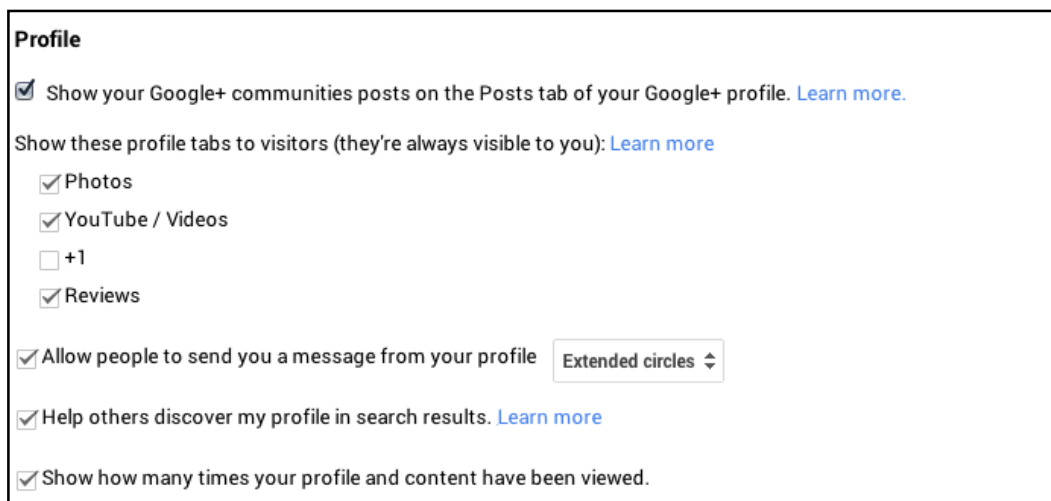 Profile
Show your Google+ communities posts on the Posts tab of your Google+ profile. Learn more.
Show these profile tabs to visitors (they're always visible to you): Learn more
Photos
YouTube / Videos
+1
Reviews
Allow people to send you a message from your profile Extended circles
Help others discover my profile in search results. Learn more
Show how many times your profile and content have been viewed.